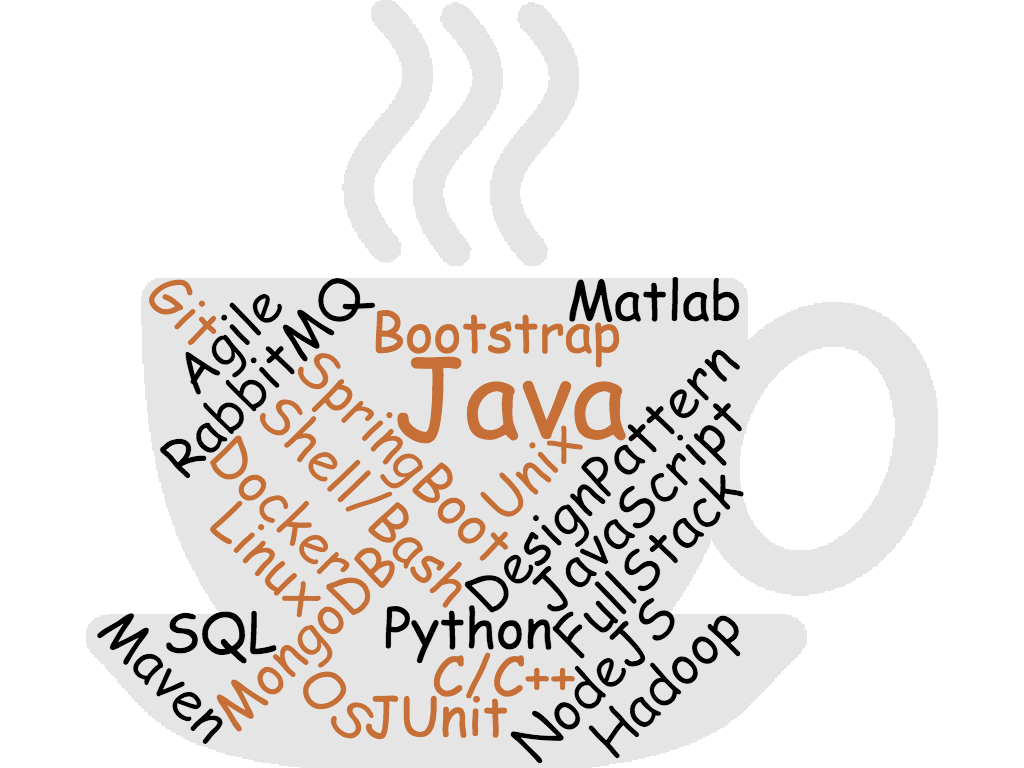 Git
Agile
RabbitMQ
Matlab
Bootstrap
Java
SpringBoot
Shell/Bash
Unix
DesignPattern
JavaScript
FullStack
Docker
Linux
MongoDB
SQL
Maven
Python
C/C++
Os
JUnit
NodeJS
Hadoop